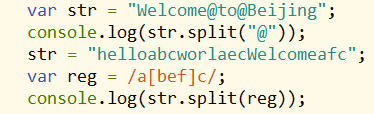 var str = "Welcome@to@Beijing";
console.log(str.split("@"));
str = "helloabcworlaecWelcomeafc";
var reg = /a[bef]c/;
console.log(str.split(reg));